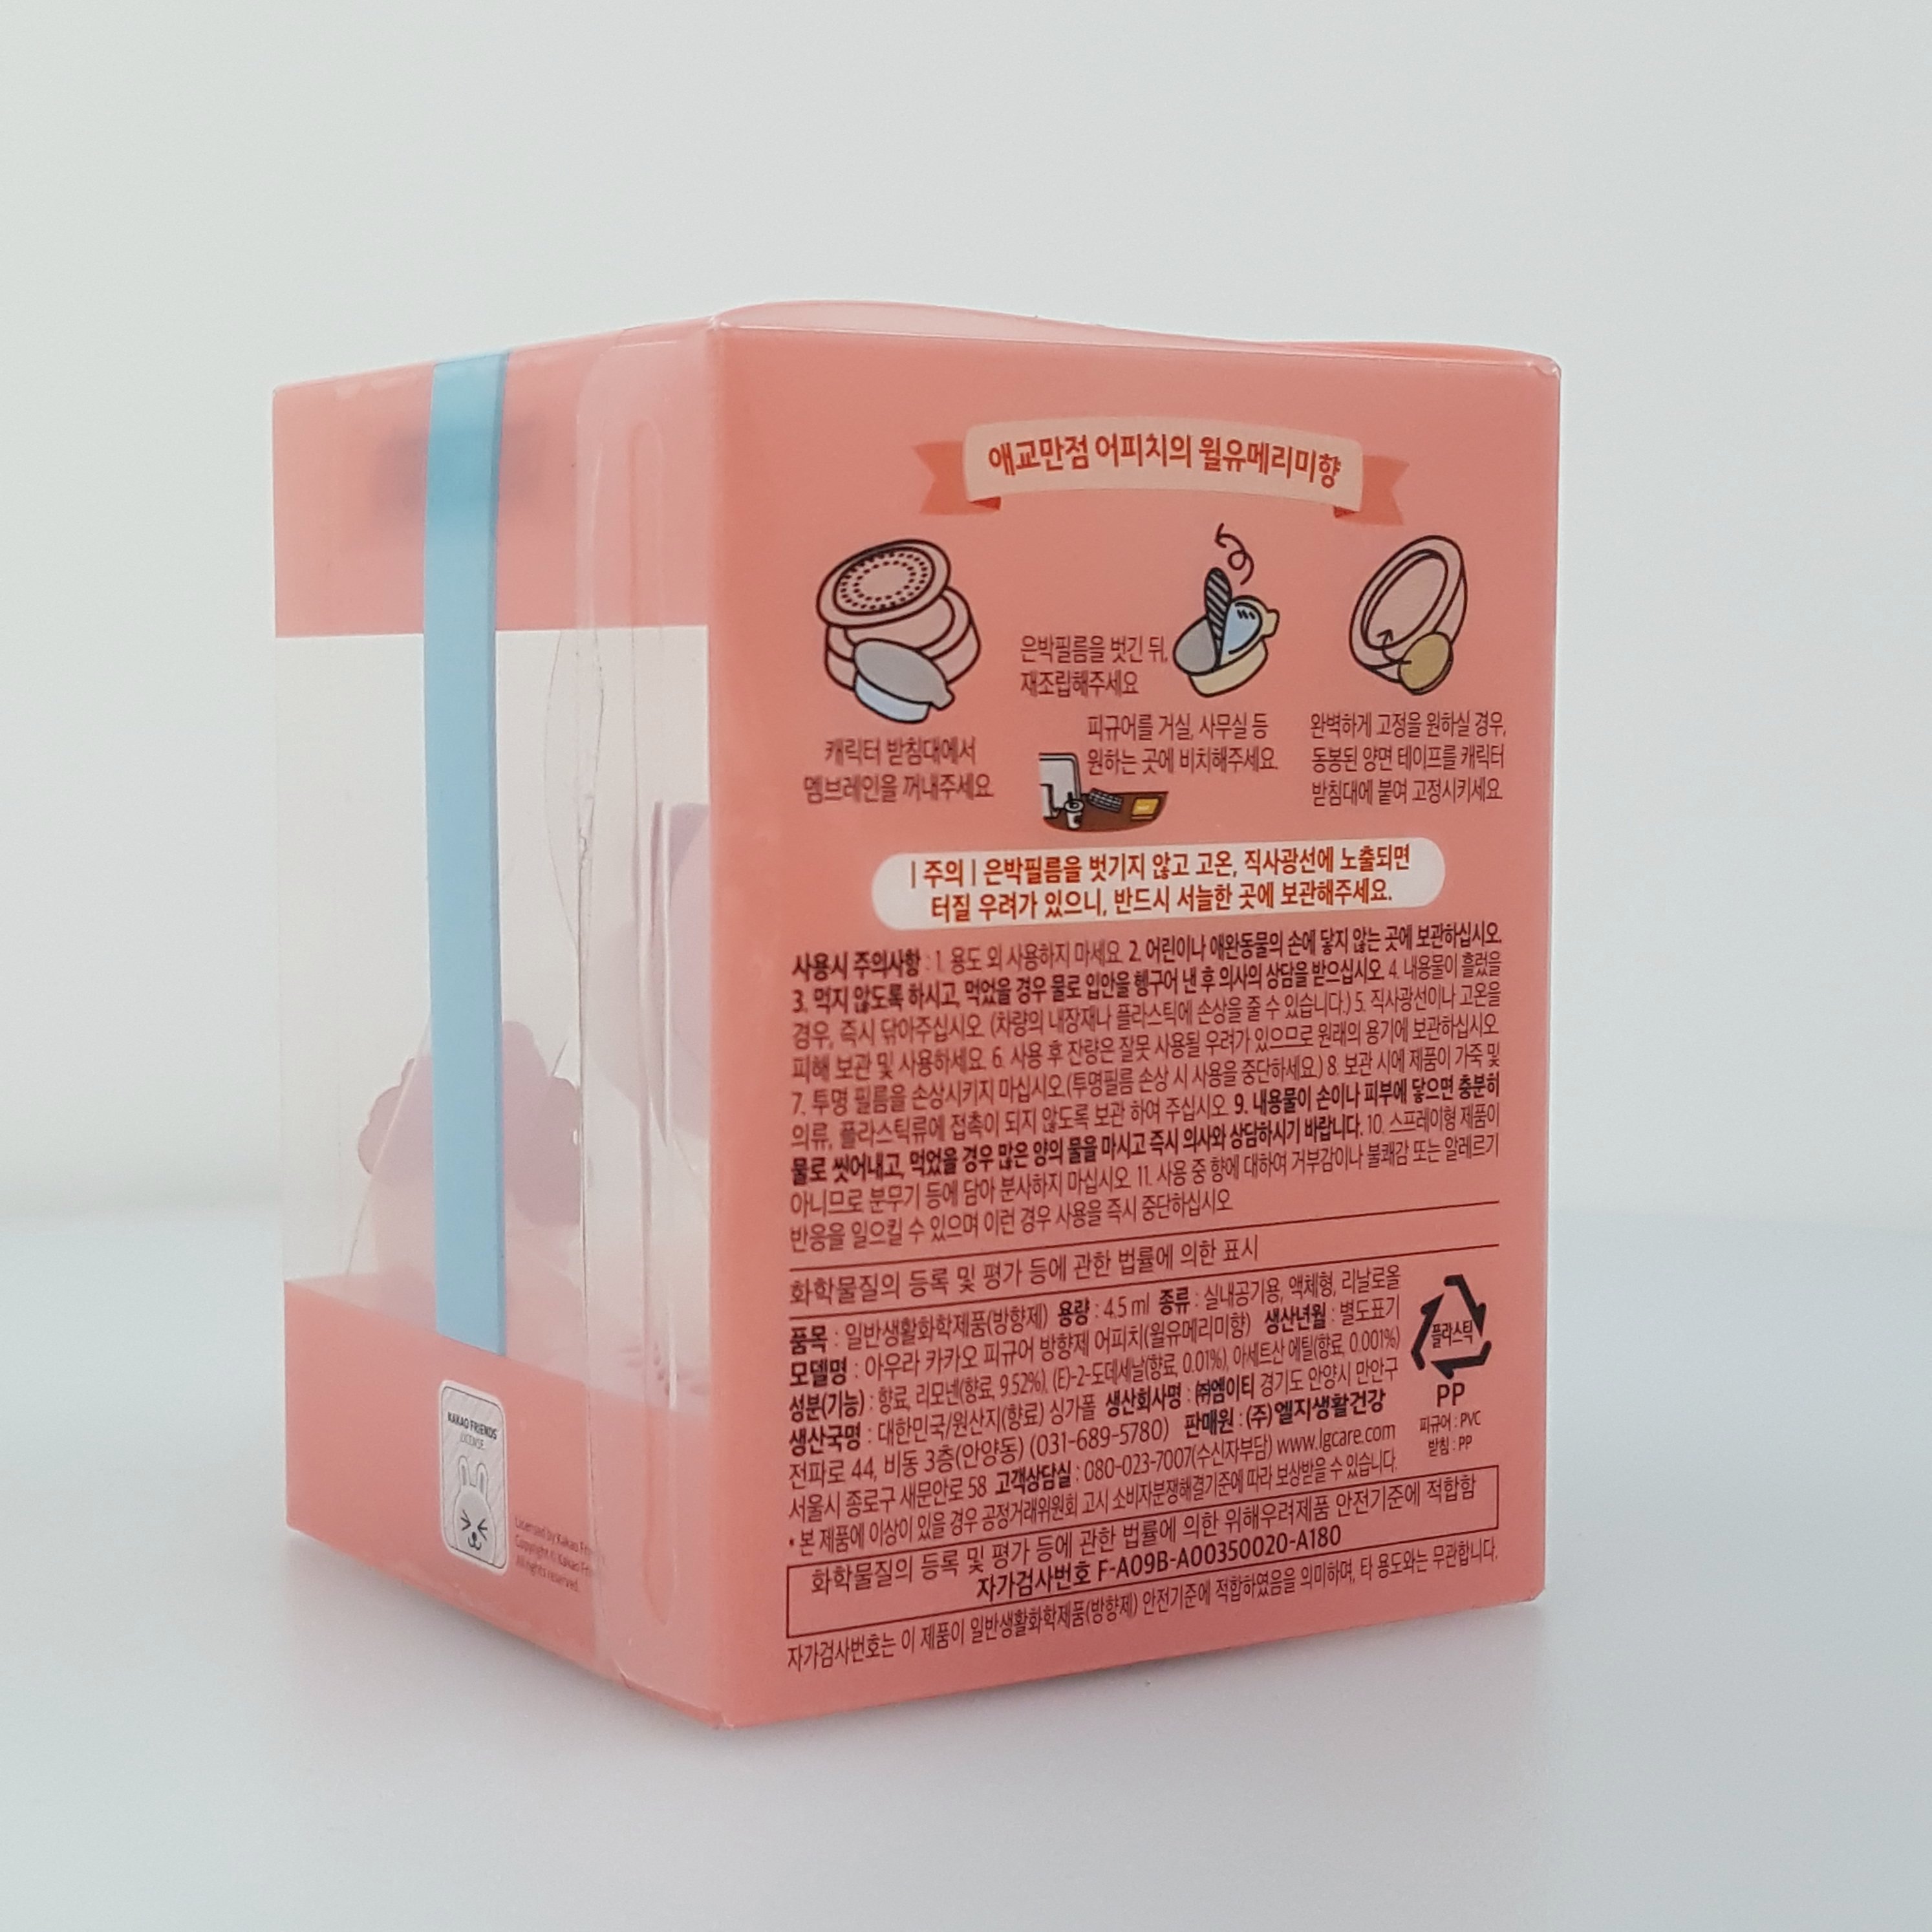 애교만점 어피치의 윌유메리미향
캐릭터 받침대에서
멤브레인을 꺼내주세요
은박필름을 벗긴 뒤,
재조립해주세요
피규어를 거실, 사무실 등
원하는 곳에 비치해주세요.
완벽하게 고정을 원하실 경우,
동봉된 양면 테이프를 캐릭터
받침대에 붙여 고정시키세요.
| 주의 | 은박필름을 벗기지 않고 고온, 직사광선에 노출되면
터질 우려가 있으니, 반드시 서늘한 곳에 보관해주세요.
사용시 주의사항 : 1. 용도 외 사용하지 마세요. 2. 어린이나 애완동물의 손에 닿지 않는 곳에 보관하십시오.
3. 먹지 않도록 하시고, 먹었을 경우 물로 입안을 헹구어 낸 후 의사의 상담을 받으십시오. 4. 내용물이 흘렀을
경우, 즉시 닦아주십시오. (차량의 내장재나 플라스틱에 손상을 줄 수 있습니다.) 5. 직사광선이나 고온을
피해 보관 및 사용하세요. 6. 사용 후 잔량은 잘못 사용될 우려가 있으므로 원래의 용기에 보관하십시오.
7. 투명 필름을 손상시키지 마십시오.(투명필름 손상 시 사용을 중단하세요.) 8. 보관 시에 제품이 가죽 및
의류, 플라스틱류에 접촉이 되지 않도록 보관 하여 주십시오. 9. 내용물이 손이나 피부에 닿으면 충분히
물로 씻어내고, 먹었을 경우 많은 양의 물을 마시고 즉시 의사와 상담하시기 바랍니다. 10. 스프레이형 제품이
아니므로 분무기 등에 담아 분사하지 마십시오. 11. 사용 중 향에 대하여 거부감이나 불쾌감 또는 알레르기
반응을 일으킬 수 있으며 이런 경우 사용을 즉시 중단하십시오.
화학물질의 등록 및 평가 등에 관한 법률에 의한 표시
품목 : 일반생활화학제품(방향제) 용량 : 4.5 ml 종류 : 실내공기용, 액체형, 리날로올
모델명 : 아우라 카카오 피규어 방향제 어피치(윌유메리미향) 생산년월 : 별도표기
성분(기능) : 향료, 리모넨(향료, 9.52%), (E)-2-도데세날(향료, 0.01%), 아세트산 에틸(향료, 0.001%)
생산국명 : 대한민국/원산지(향료) 싱가폴 생산회사명 : ㈜엠이티 경기도 안양시 만안구
전파로 44, 비동 3층(안양동) (031-689-5780) 판매원 : (주)엘지생활건강
서울시 종로구 새문안로 58 고객상담실 : 080-023-7007(수신자부담) www.lgcare.com
• 본 제품에 이상이 있을 경우 공정거래위원회 고시 소비자분쟁해결기준에 따라 보상받을 수 있습니다.
플라스틱
PP
피규어 : PVC
받침 : PP
화학물질의 등록 및 평가 등에 관한 법률에 의한 위해우려제품 안전기준에 적합함
자가검사번호 F-A09B-A00350020-A180
자가검사번호는 이 제품이 일반생활화학제품(방향제) 안전기준에 적합하였음을 의미하며, 타 용도와는 무관합니다.
KAKAO FRIENDS
LICENSE
Licensed by Kakao
Copyright © Kakao
All rights reserved.